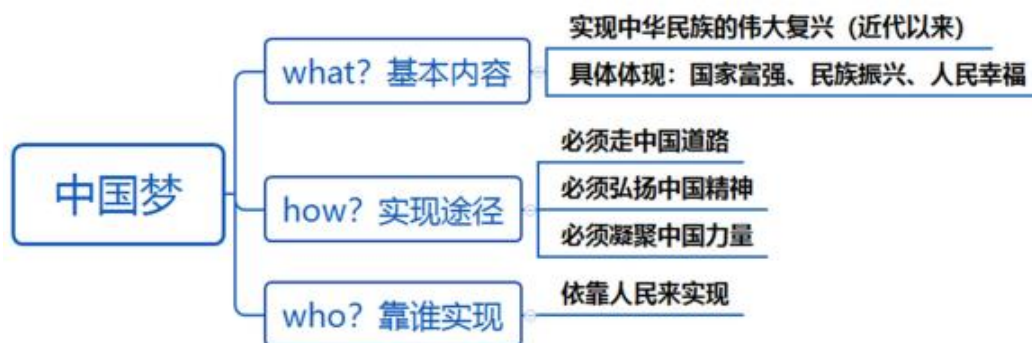 中国梦
what？基本内容
实现中华民族的伟大复兴（近代以来）
具体体现：国家富强、民族振兴、人民幸福
how？实现途径
必须走中国道路
必须弘扬中国精神
必须凝聚中国力量
who？靠谁实现
依靠人民来实现